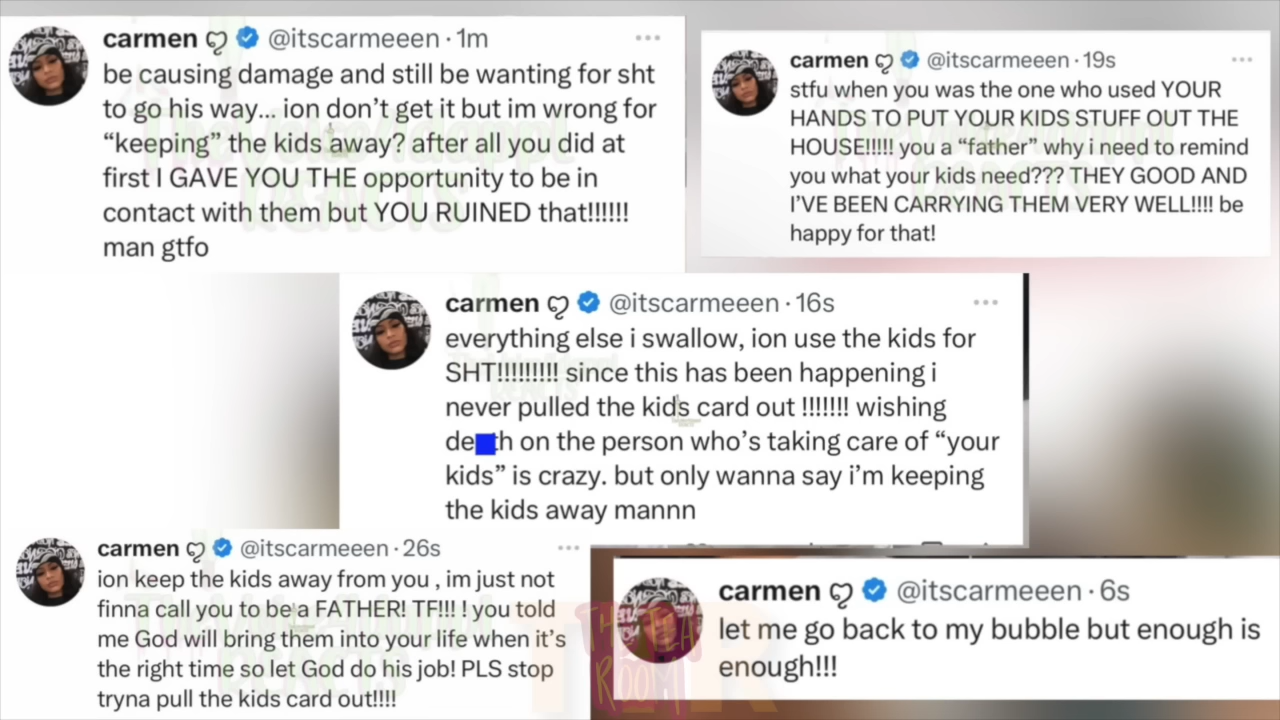 carmen @itscarmeeen · 1m
be causing damage and still be wanting for sht
to go his way... ion don’t get it but im wrong for
“keeping” the kids away? after all you did at
first I GAVE YOU THE opportunity to be in
contact with them but YOU RUINED that!!!!!!
man gtfo
carmen @itscarmeeen · 19s
stfu when you was the one who used YOUR
HANDS TO PUT YOUR KIDS STUFF OUT THE
HOUSE!!!!! you a “father” why i need to remind
you what your kids need??? THEY GOOD AND
I’VE BEEN CARRYING THEM VERY WELL!!!! be
happy for that!
carmen @itscarmeeen · 16s
everything else i swallow, ion use the kids for
SHT!!!!!!!!! since this has been happening i
never pulled the kids card out !!!!!!! wishing
de th on the person who’s taking care of “your
kids” is crazy. but only wanna say i’m keeping
the kids away mannn
carmen @itscarmeeen · 26s
ion keep the kids away from you , im just not
finna call you to be a FATHER! TF!!! ! you told
me God will bring them into your life when it’s
the right time so let God do his job! PLS stop
tryna pull the kids card out!!!!
carmen @itscarmeeen · 6s
let me go back to my bubble but enough is
enough!!!
THE TEA
ROOM